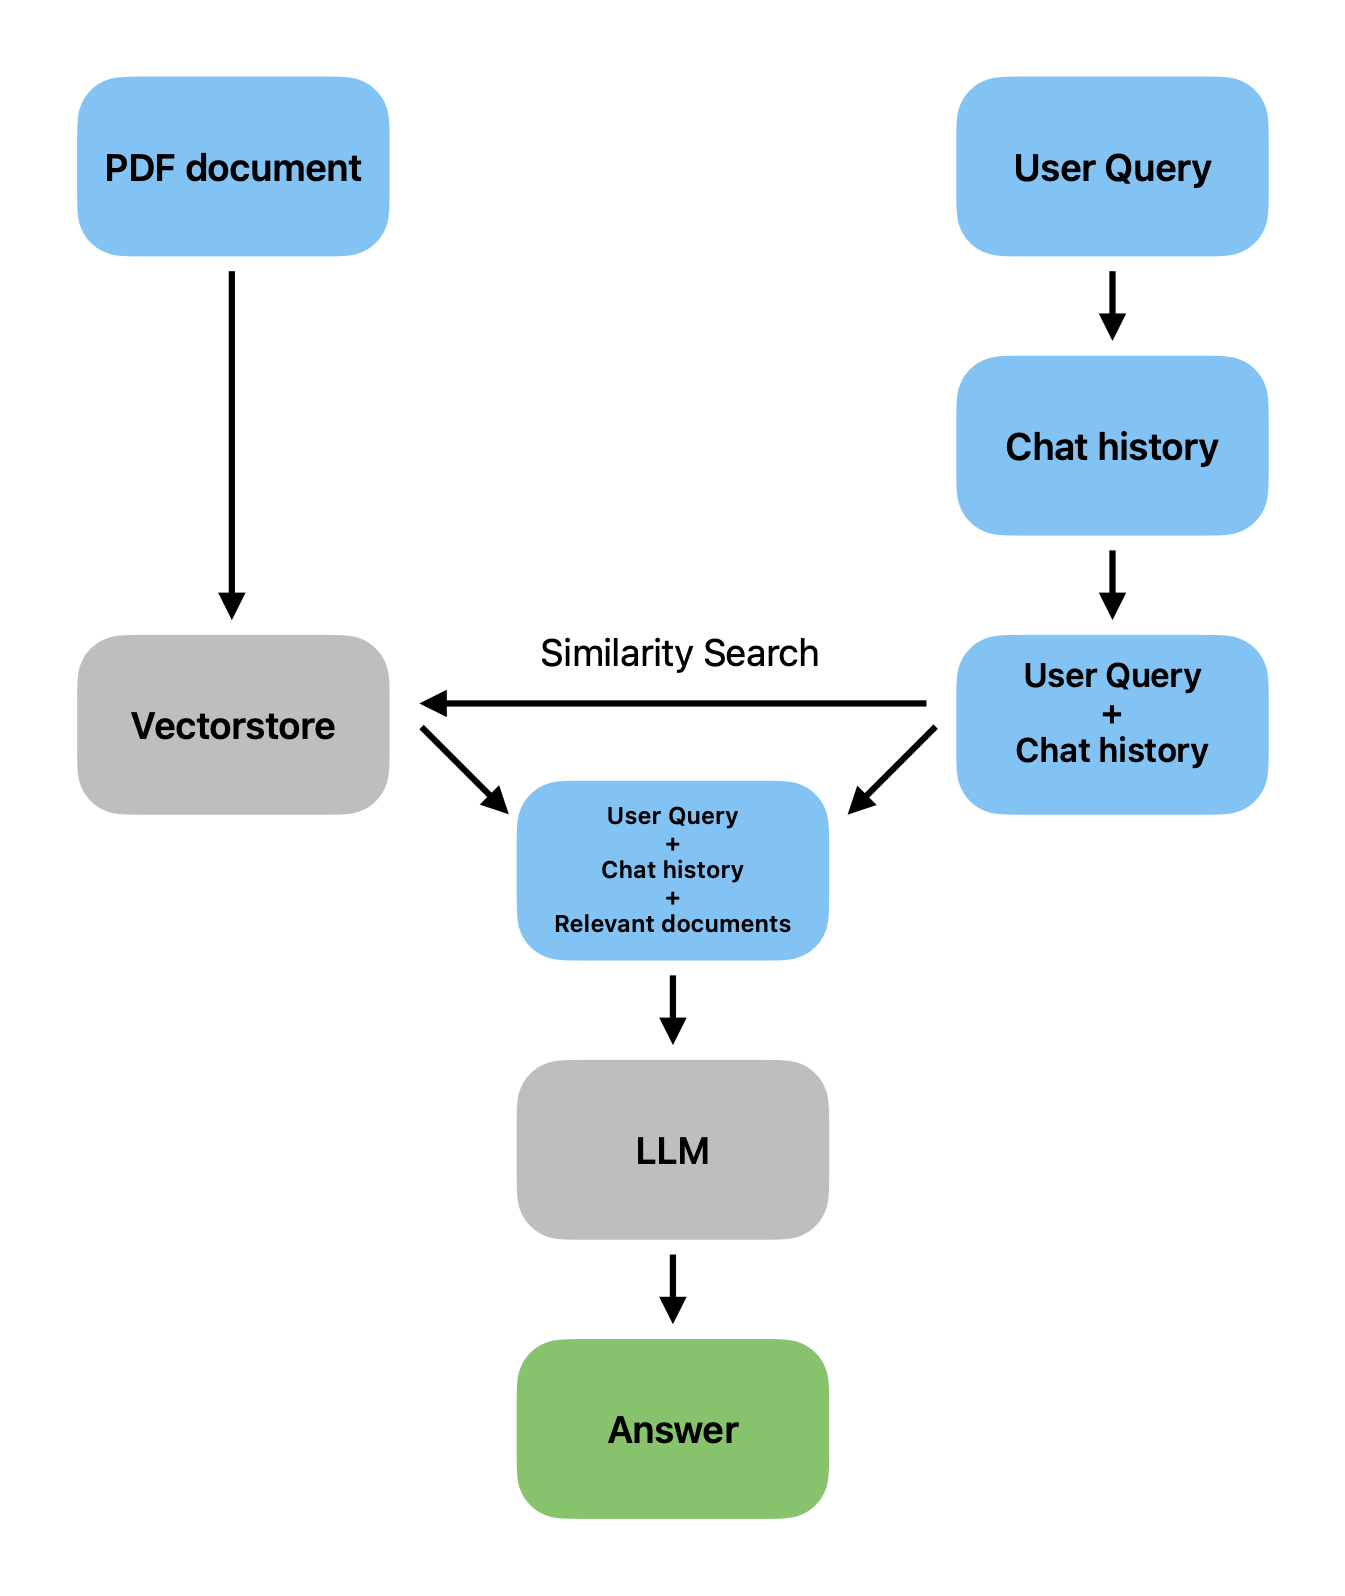 PDF document
User Query
Chat history
Similarity Search
Vectorstore
User Query
+
Chat history
User Query
+
Chat history
+
Relevant documents
LLM
Answer